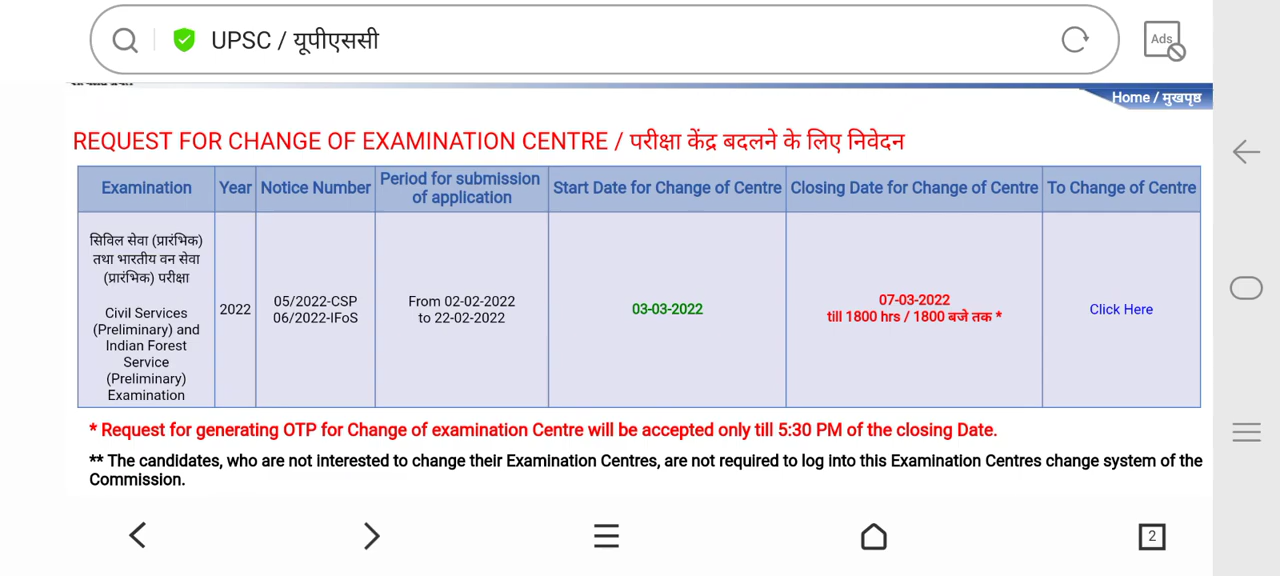 UPSC / यूपीएससी
Ads
Home / मुखपृष्ठ
REQUEST FOR CHANGE OF EXAMINATION CENTRE / परीक्षा केंद्र बदलने के लिए निवेदन
Examination
Year
Notice Number
Period for submission
of application
Start Date for Change of Centre
Closing Date for Change of Centre
To Change of Centre
सिविल सेवा (प्रारंभिक)
तथा भारतीय वन सेवा
(प्रारंभिक) परीक्षा
Civil Services
(Preliminary) and
Indian Forest
Service
(Preliminary)
Examination
2022
05/2022-CSP
06/2022-IFoS
From 02-02-2022
to 22-02-2022
03-03-2022
07-03-2022
till 1800 hrs / 1800 बजे तक *
Click Here
* Request for generating OTP for Change of examination Centre will be accepted only till 5:30 PM of the closing Date.
** The candidates, who are not interested to change their Examination Centres, are not required to log into this Examination Centres change system of the
Commission.
2